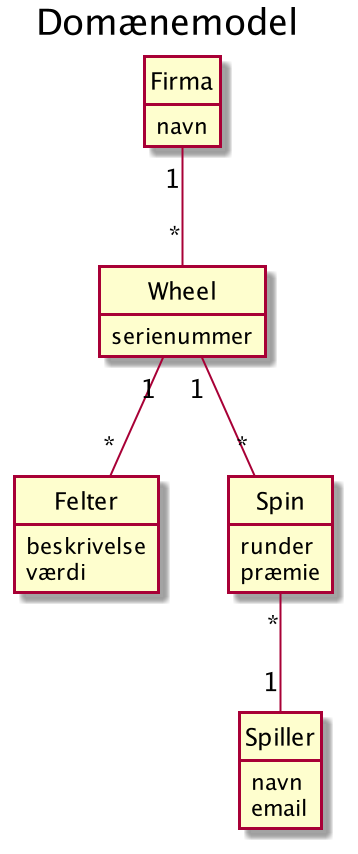 Domænemodel
Firma
navn
1
*
Wheel
serienummer
1
1
*
*
Felter
beskrivelse
værdi
Spin
runder
præmie
*
1
Spiller
navn
email